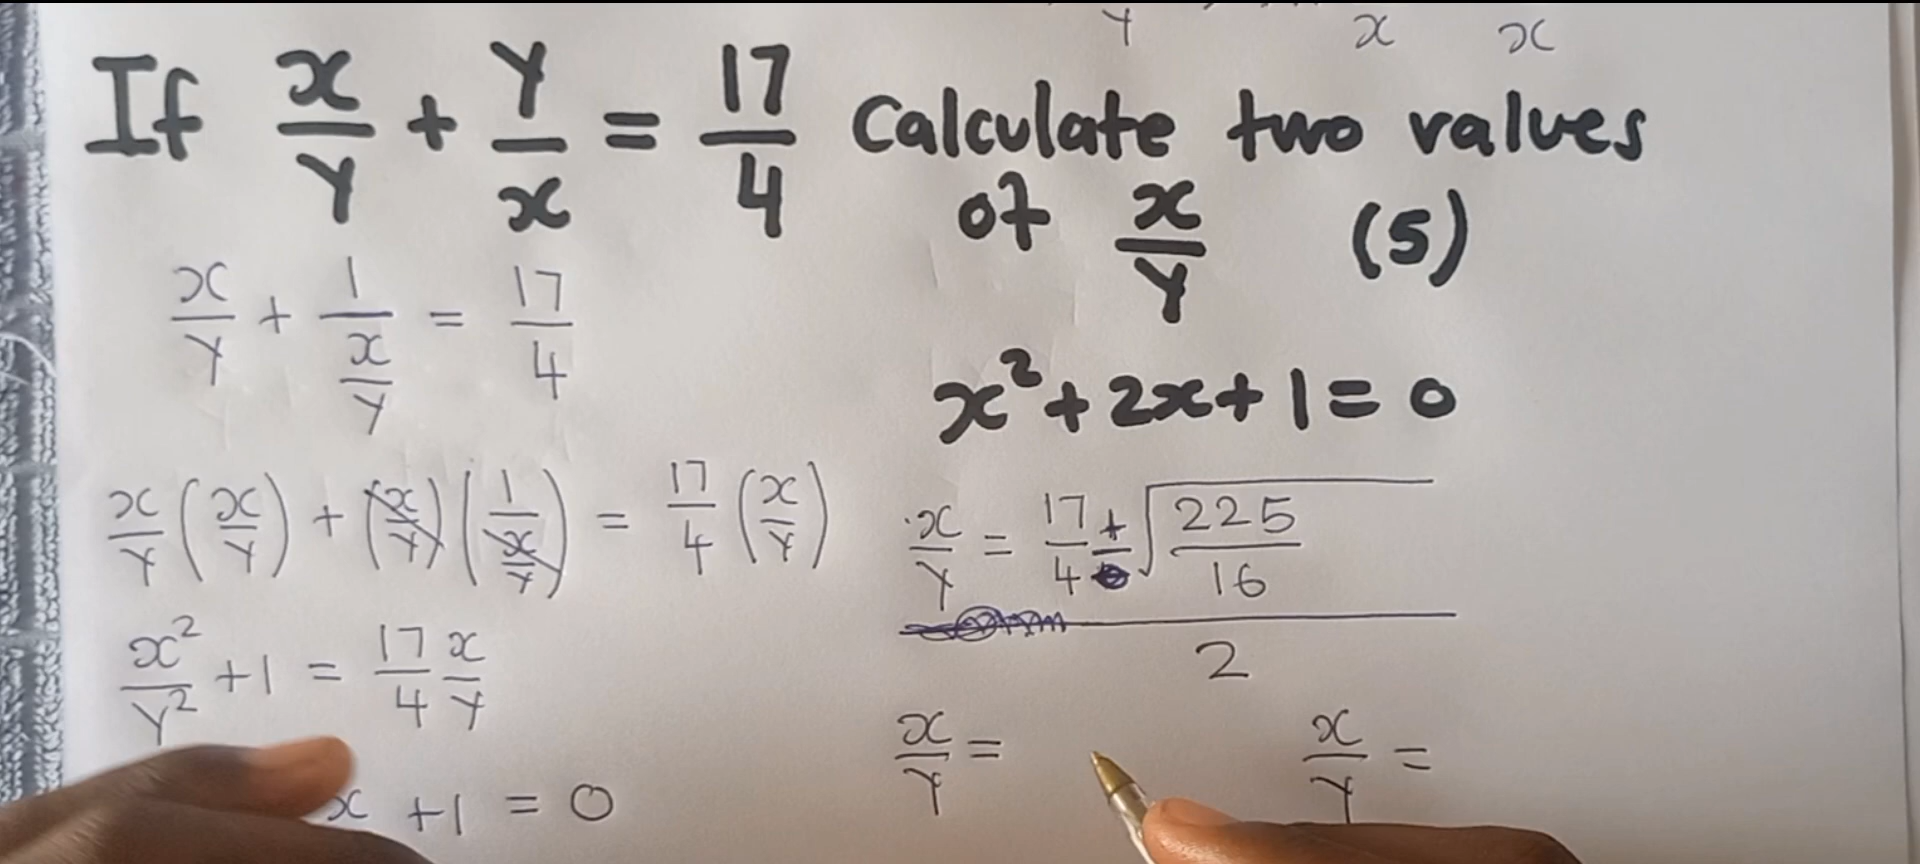 y x x
If x/y + y/x = 17/4 Calculate two values
of x/y (5)
x/y + 1/(x/y) = 17/4
x² + 2x + 1 = 0
x/y (x/y) + (x/y) (1/(x/y)) = 17/4 (x/y)
x/y = (17/4 ± √(225/16)) / 2
x²/y² + 1 = 17/4 x/y
x/y = x/y =
x + 1 = 0